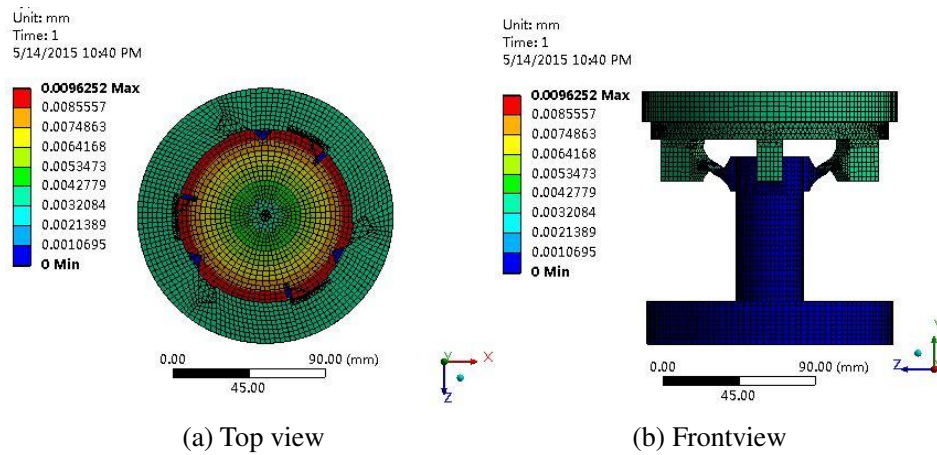 Unit: mm
Time: 1
5/14/2015 10:40 PM
0.0096252 Max
0.0085557
0.0074863
0.0064168
0.0053473
0.0042779
0.0032084
0.0021389
0.0010695
0 Min
0.00
90.00 (mm)
45.00
Y
X
Z
(a) Top view
Unit: mm
Time: 1
5/14/2015 10:40 PM
0.0096252 Max
0.0085557
0.0074863
0.0064168
0.0053473
0.0042779
0.0032084
0.0021389
0.0010695
0 Min
0.00
90.00 (mm)
45.00
Y
Z
(b) Frontview